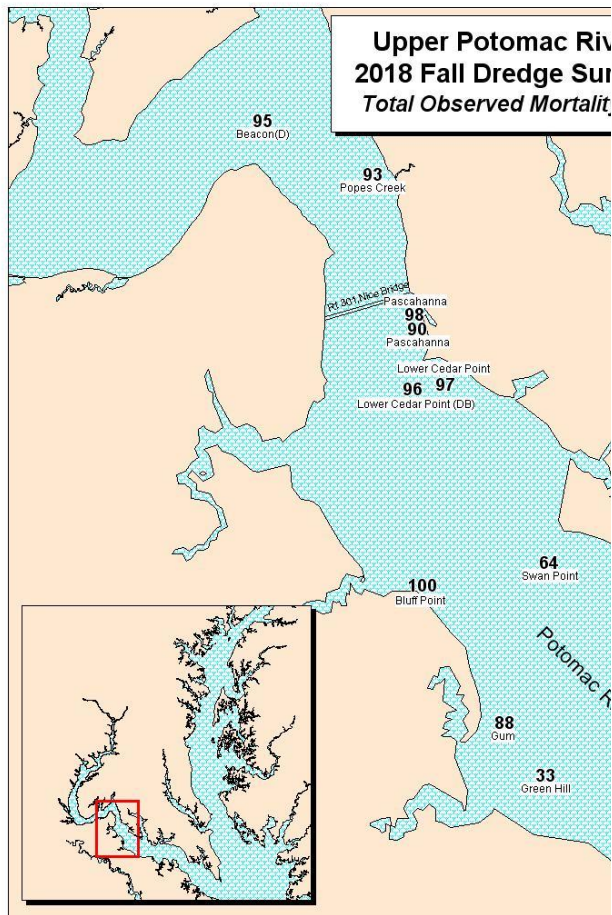 Upper Potomac Riv
2018 Fall Dredge Sur
Total Observed Mortality
95
Beacon(D)
93
Popes Creek
Rt 301 Nice Bridge
Pascahanna
98
90
Pascahanna
Lower Cedar Point
96 97
Lower Cedar Point (DB)
64
Swan Point
100
Bluff Point
Potomac Ri
88
Gum
33
Green Hill